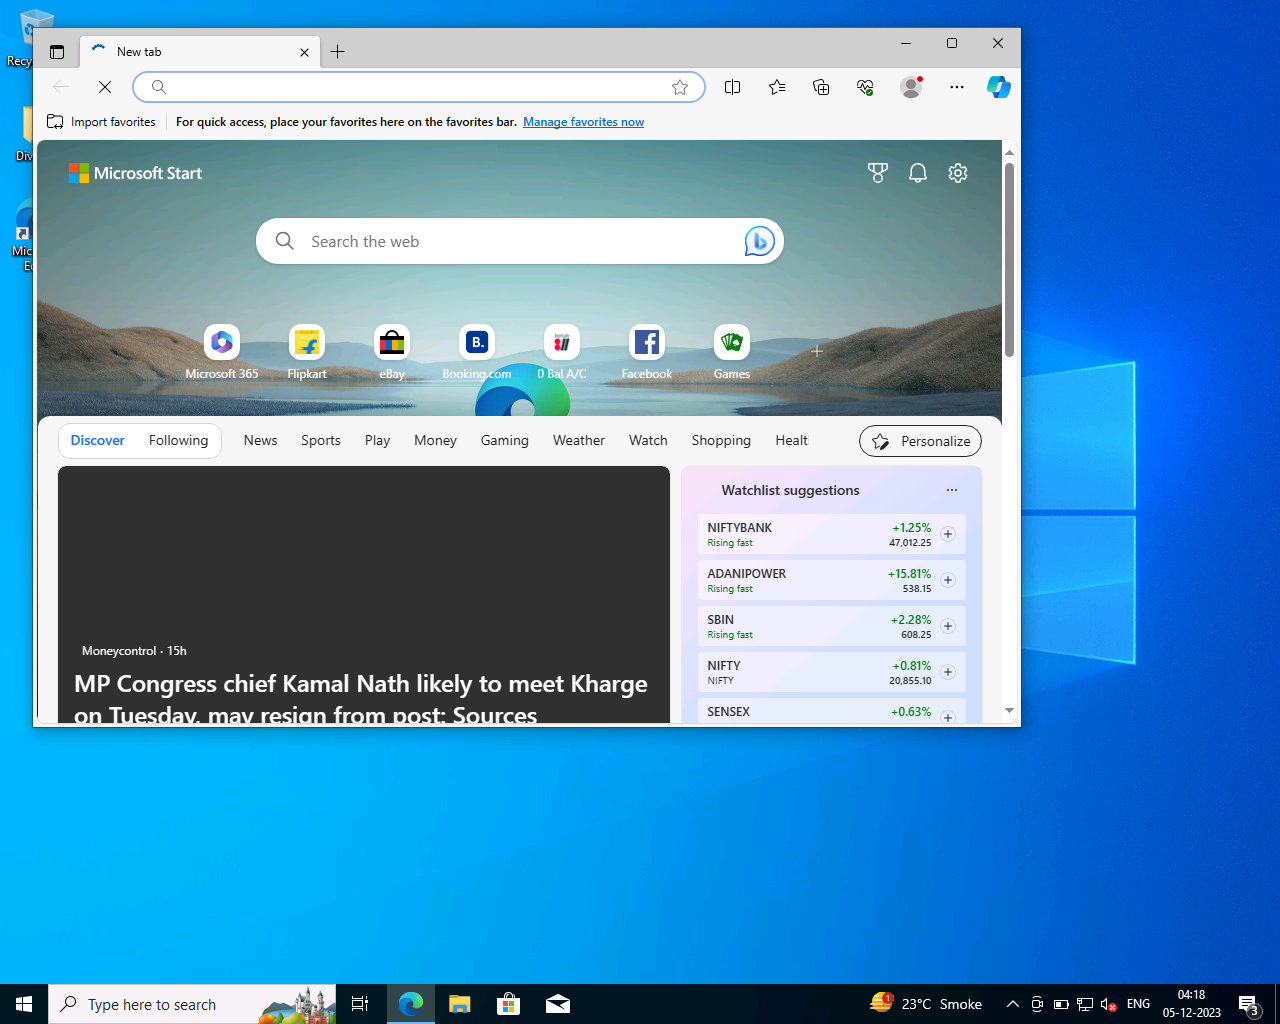 New tab
Import favorites
For quick access, place your favorites here on the favorites bar. Manage favorites now
Microsoft Start
Search the web
Microsoft 365
Flipkart
eBay
Booking.com
0 Bal A/C
Facebook
Games
Discover Following News Sports Play Money Gaming Weather Watch Shopping Healt
Personalize
Moneycontrol · 15h
MP Congress chief Kamal Nath likely to meet Kharge
on Tuesday, may resign from post: Sources
Watchlist suggestions
NIFTYBANK +1.25%
Rising fast 47,012.25
ADANIPOWER +15.81%
Rising fast 538.15
SBIN +2.28%
Rising fast 608.25
NIFTY +0.81%
NIFTY 20,855.10
SENSEX +0.63%
Type here to search
23°C Smoke
ENG
04:18
05-12-2023
3